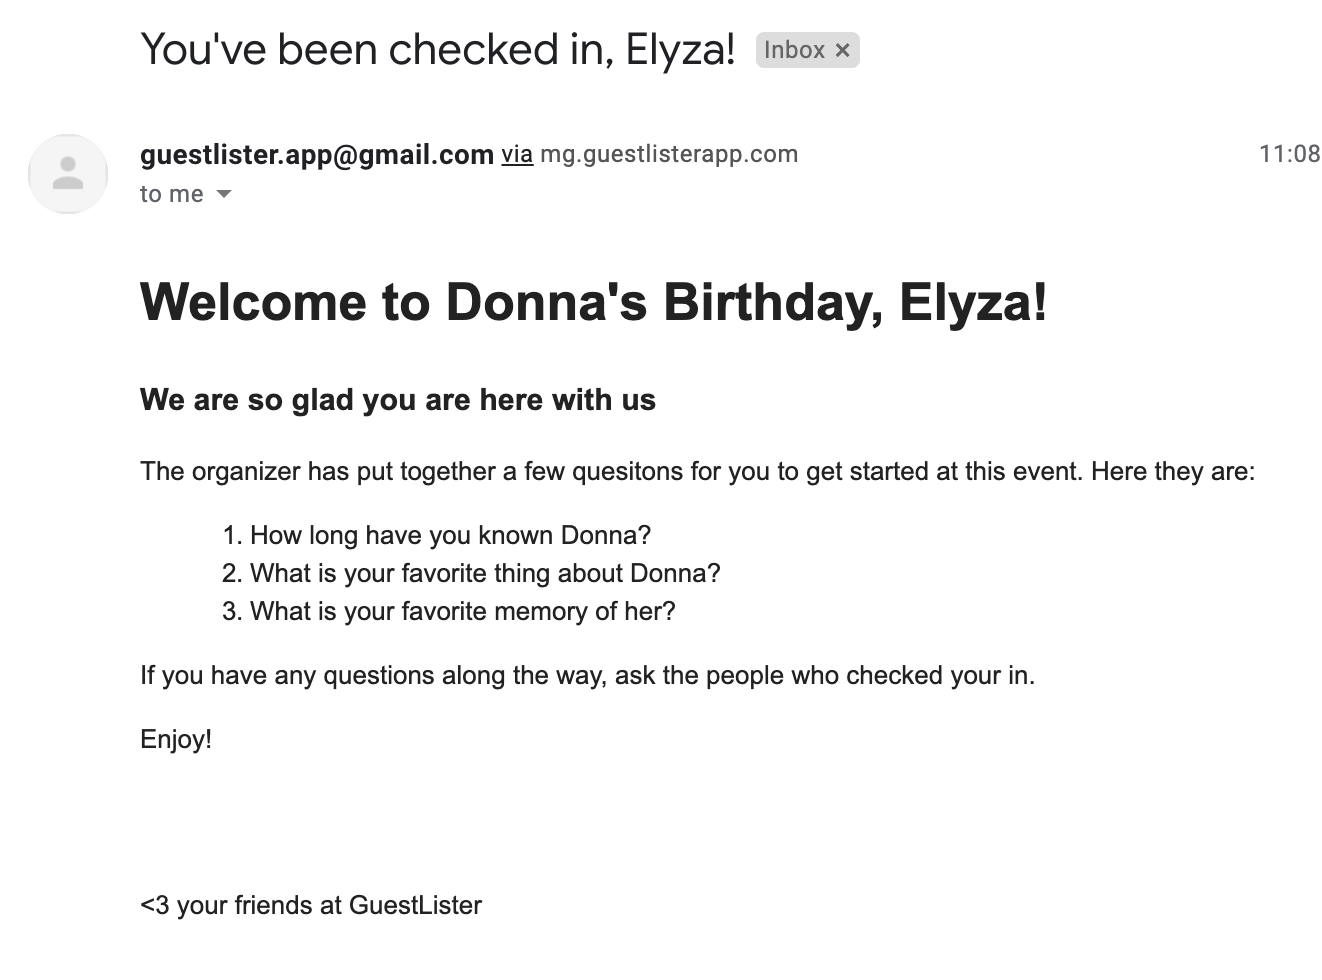 You've been checked in, Elyza! Inbox ×
guestlister.app@gmail.com via mg.guestlisterapp.com 11:08
to me
Welcome to Donna's Birthday, Elyza!
We are so glad you are here with us
The organizer has put together a few quesitons for you to get started at this event. Here they are:
1. How long have you known Donna?
2. What is your favorite thing about Donna?
3. What is your favorite memory of her?
If you have any questions along the way, ask the people who checked your in.
Enjoy!
<3 your friends at GuestLister